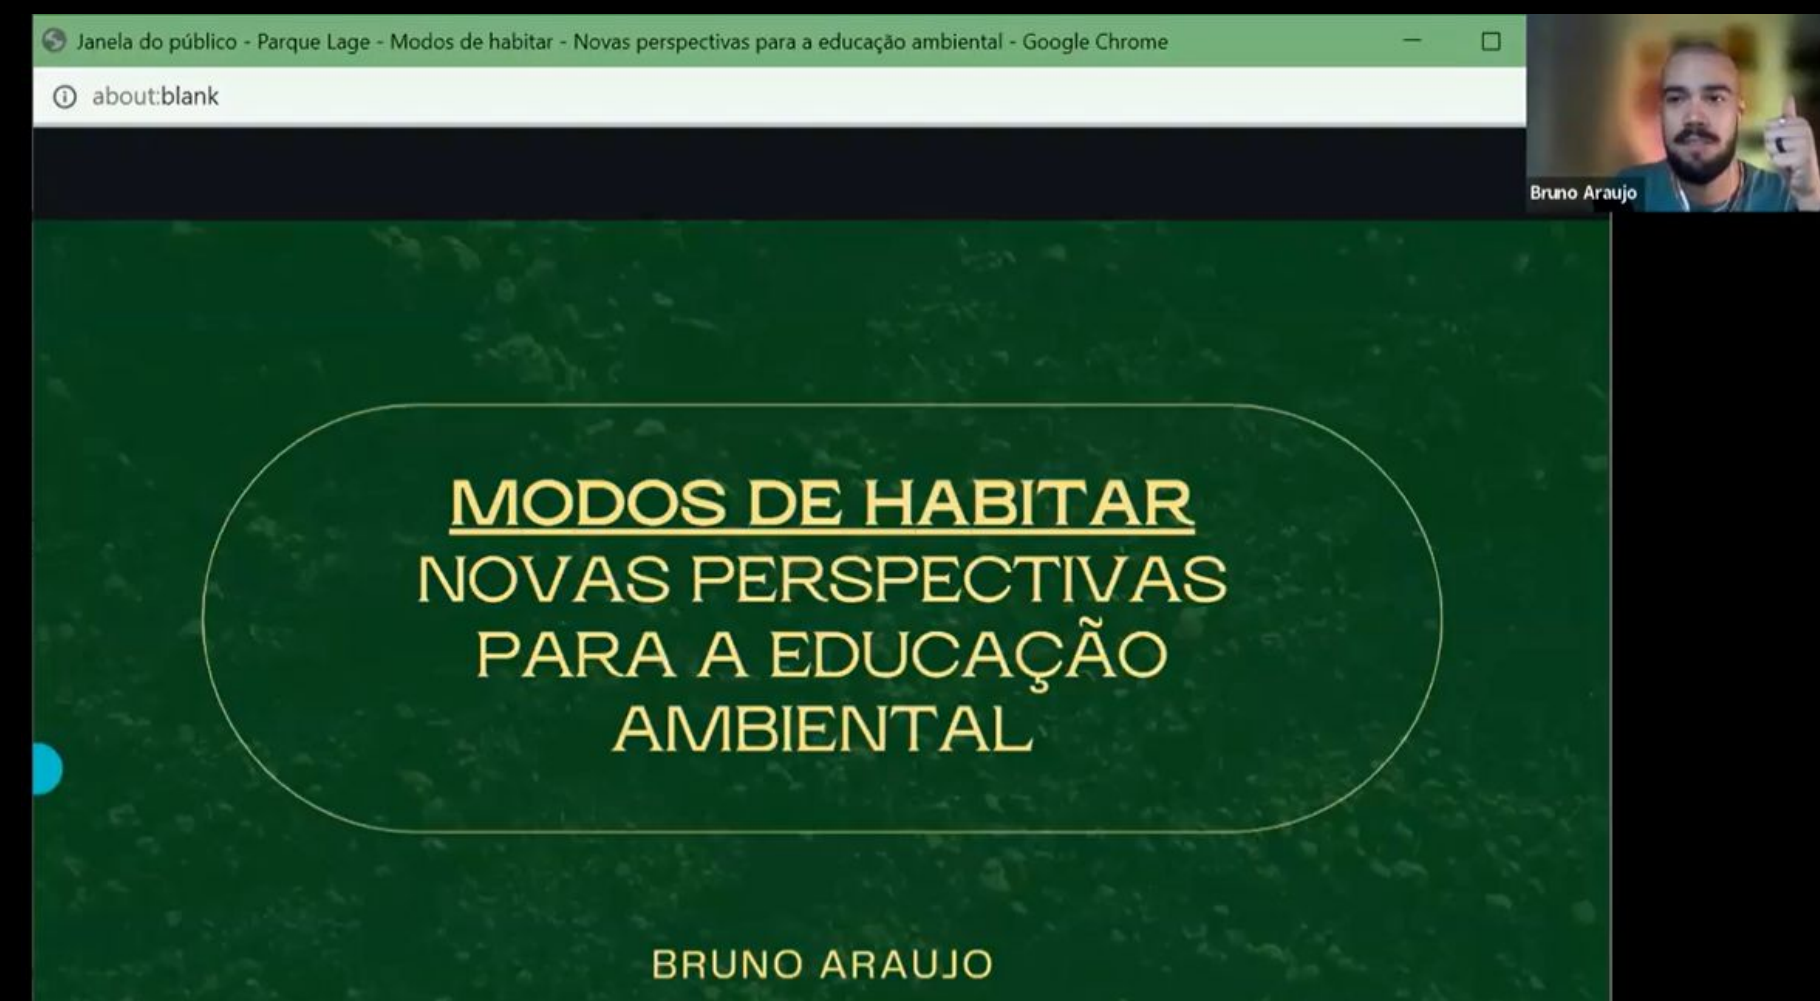 Janela do público - Parque Lage - Modos de habitar - Novas perspectivas para a educação ambiental - Google Chrome
about:blank
Bruno Araujo
MODOS DE HABITAR
NOVAS PERSPECTIVAS
PARA A EDUCAÇÃO
AMBIENTAL
BRUNO ARAUJO